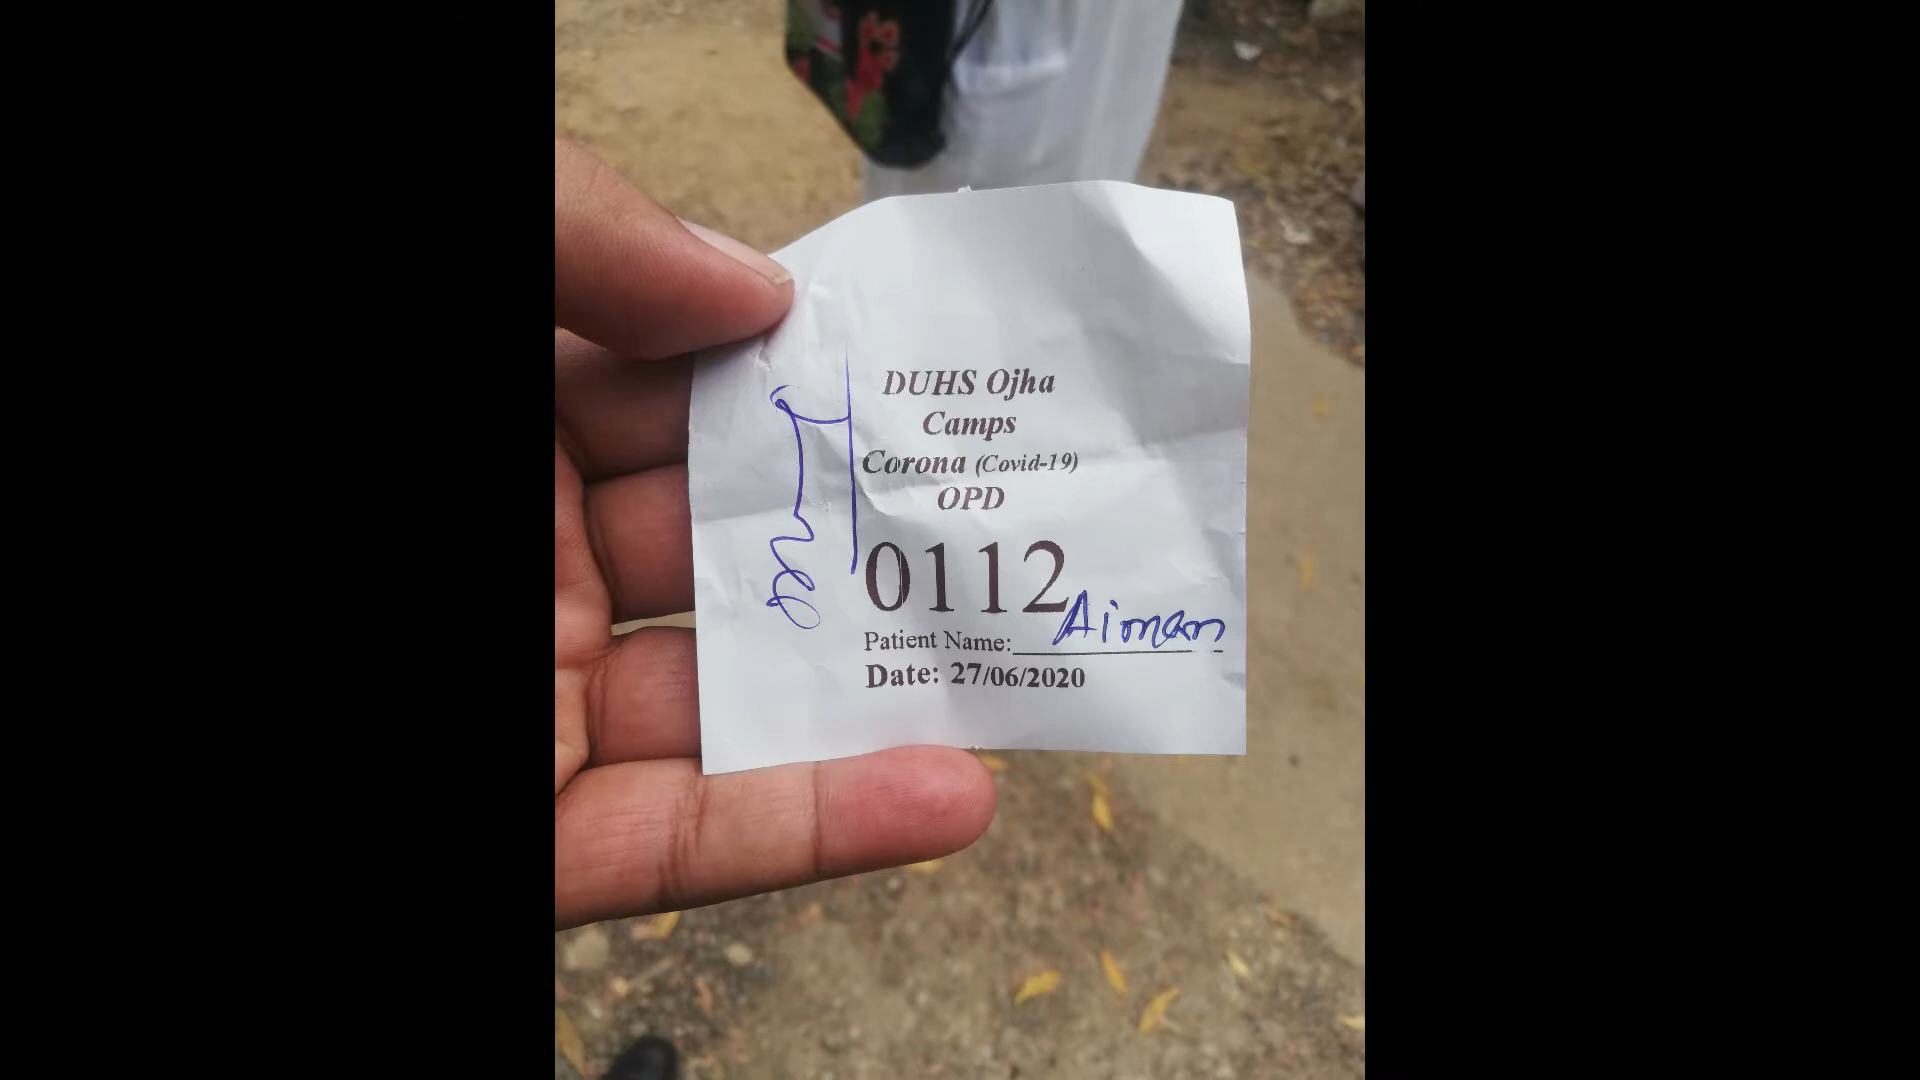 DUHS Ojha
Camps
Corona (Covid-19)
OPD
0112
Patient Name: Aiman
Date: 27/06/2020